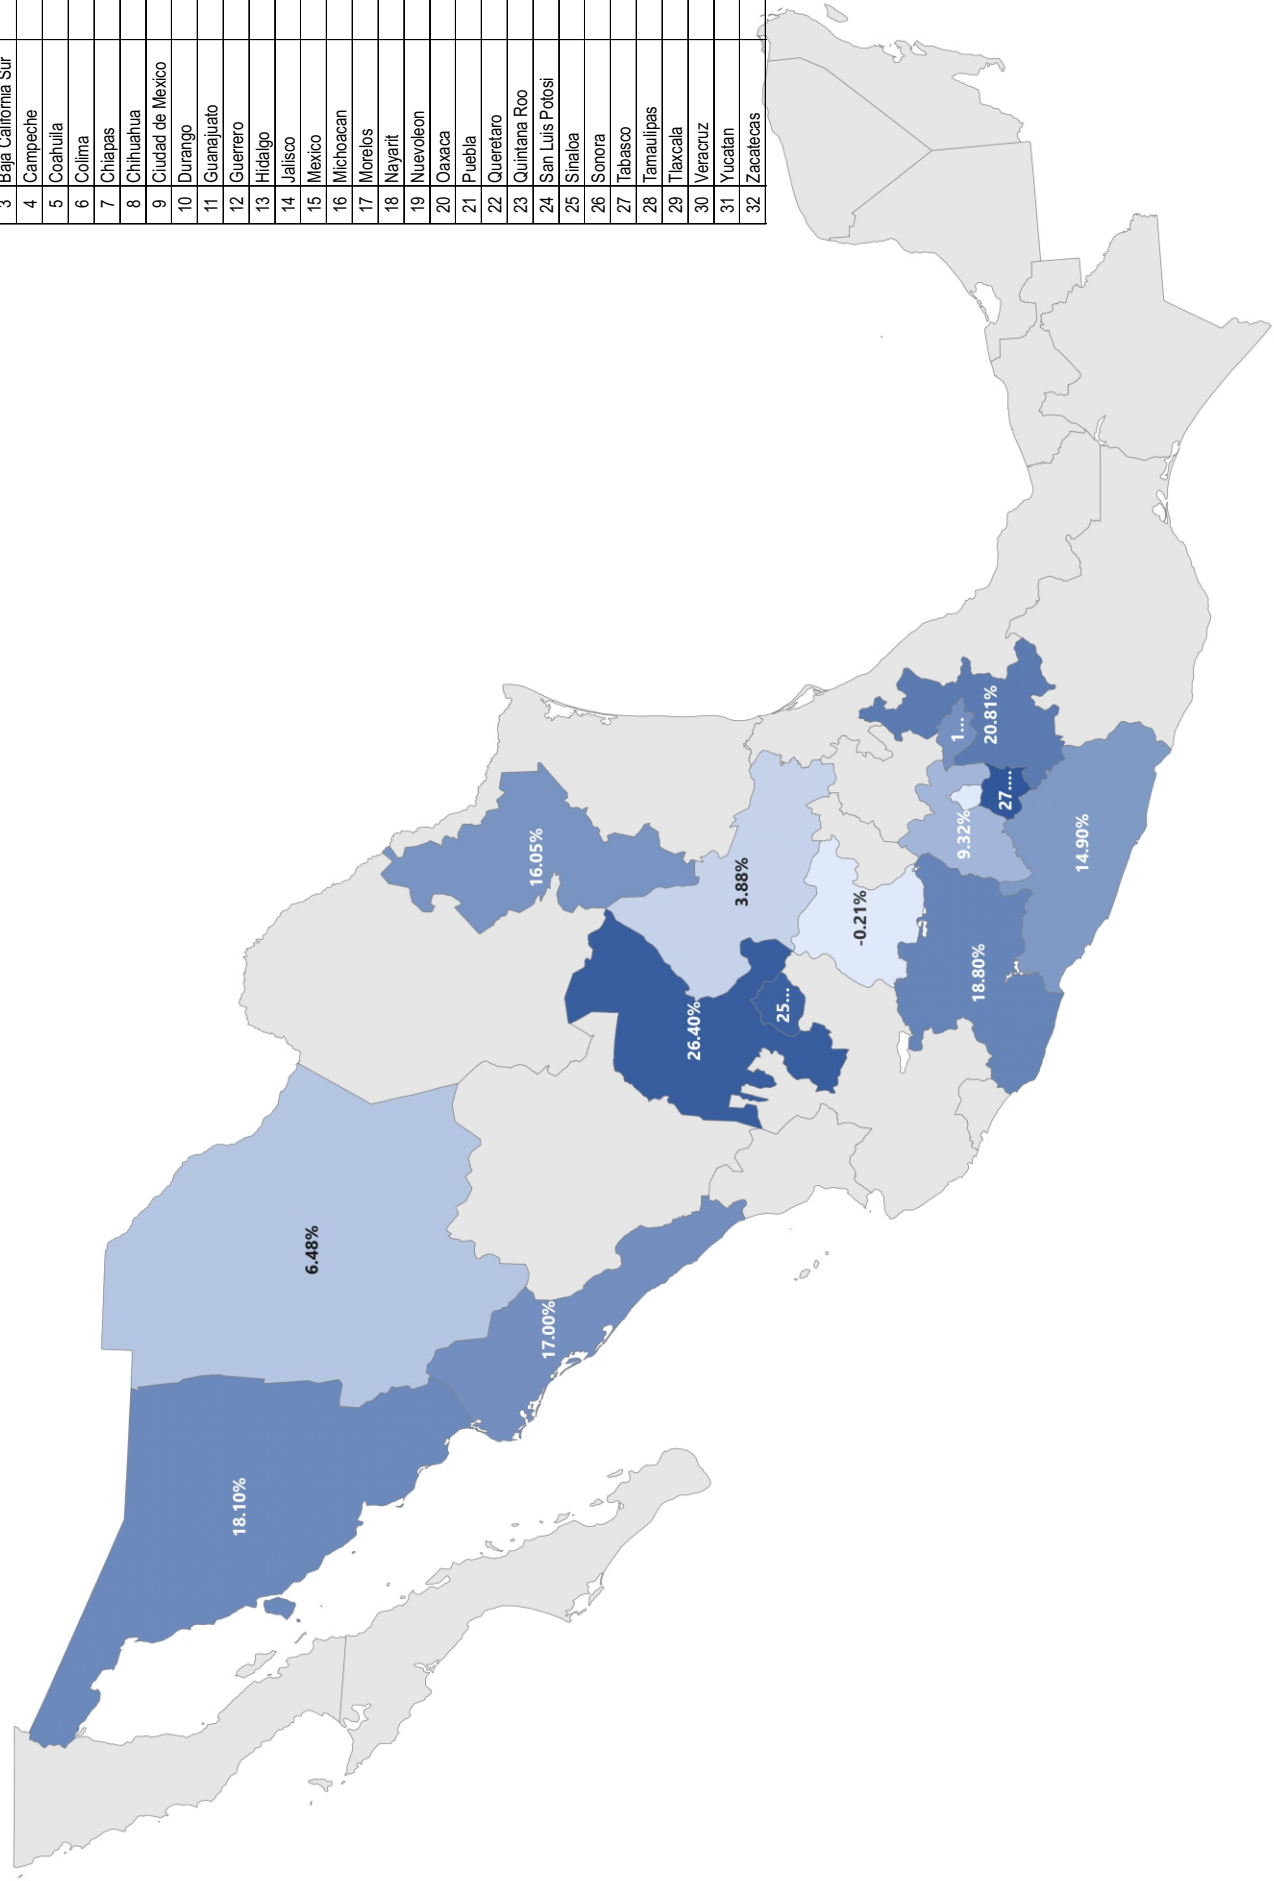 3 Baja California Sur
4 Campeche
5 Coahuila
6 Colima
7 Chiapas
8 Chihuahua
9 Ciudad de Mexico
10 Durango
11 Guanajuato
12 Guerrero
13 Hidalgo
14 Jalisco
15 Mexico
16 Michoacan
17 Morelos
18 Nayarit
19 Nuevoleon
20 Oaxaca
21 Puebla
22 Queretaro
23 Quintana Roo
24 San Luis Potosi
25 Sinaloa
26 Sonora
27 Tabasco
28 Tamaulipas
29 Tlaxcala
30 Veracruz
31 Yucatan
32 Zacatecas
18.10%
6.48%
17.00%
16.05%
26.40%
3.88%
25...
-0.21%
18.80%
9.32%
1...
20.81%
27....
14.90%